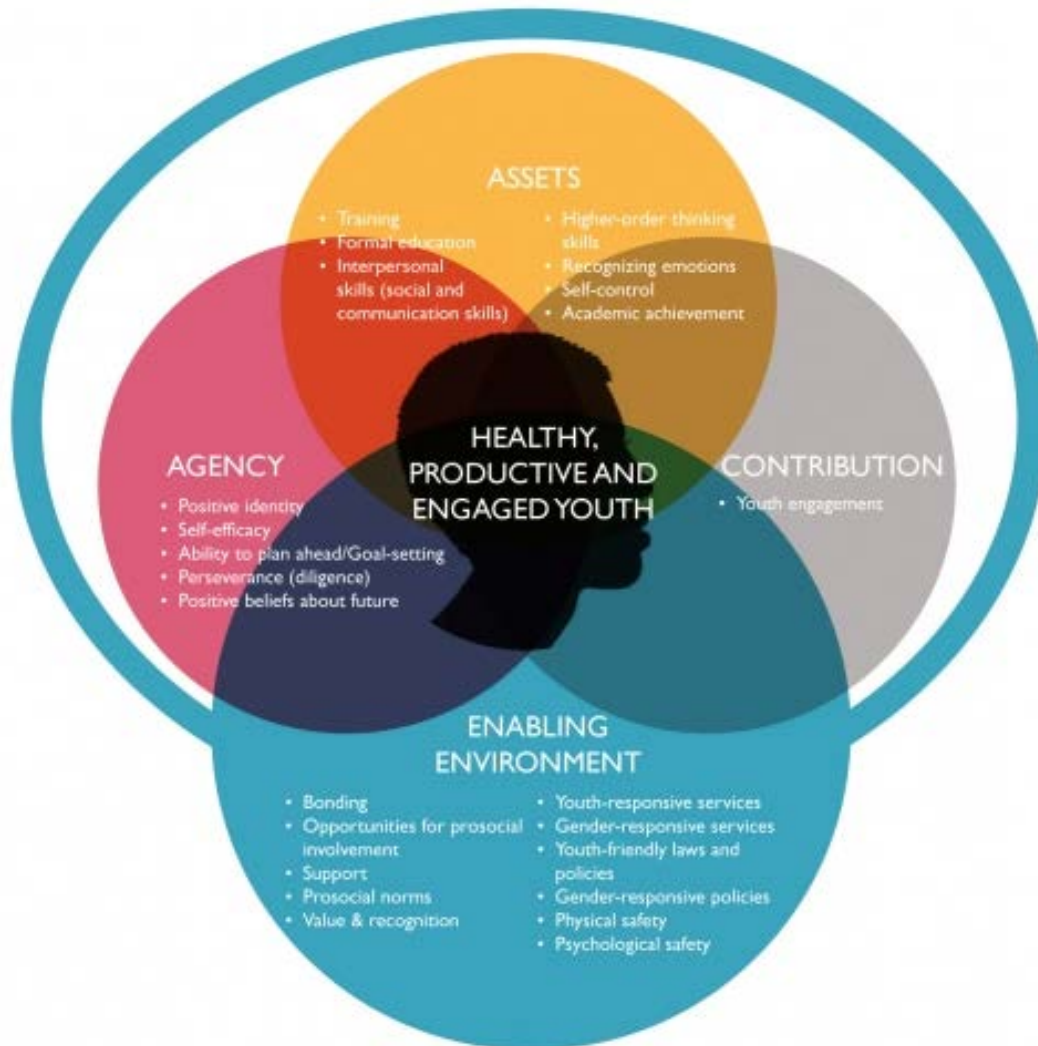 ASSETS
• Training
• Formal education
• Interpersonal
skills (social and
communication skills)
• Higher-order thinking
skills
• Recognizing emotions
• Self-control
• Academic achievement
AGENCY
• Positive identity
• Self-efficacy
• Ability to plan ahead/Goal-setting
• Perseverance (diligence)
• Positive beliefs about future
HEALTHY,
PRODUCTIVE AND
ENGAGED YOUTH
CONTRIBUTION
• Youth engagement
ENABLING
ENVIRONMENT
• Bonding
• Opportunities for prosocial
involvement
• Support
• Prosocial norms
• Value & recognition
• Youth-responsive services
• Gender-responsive services
• Youth-friendly laws and
policies
• Gender-responsive policies
• Physical safety
• Psychological safety